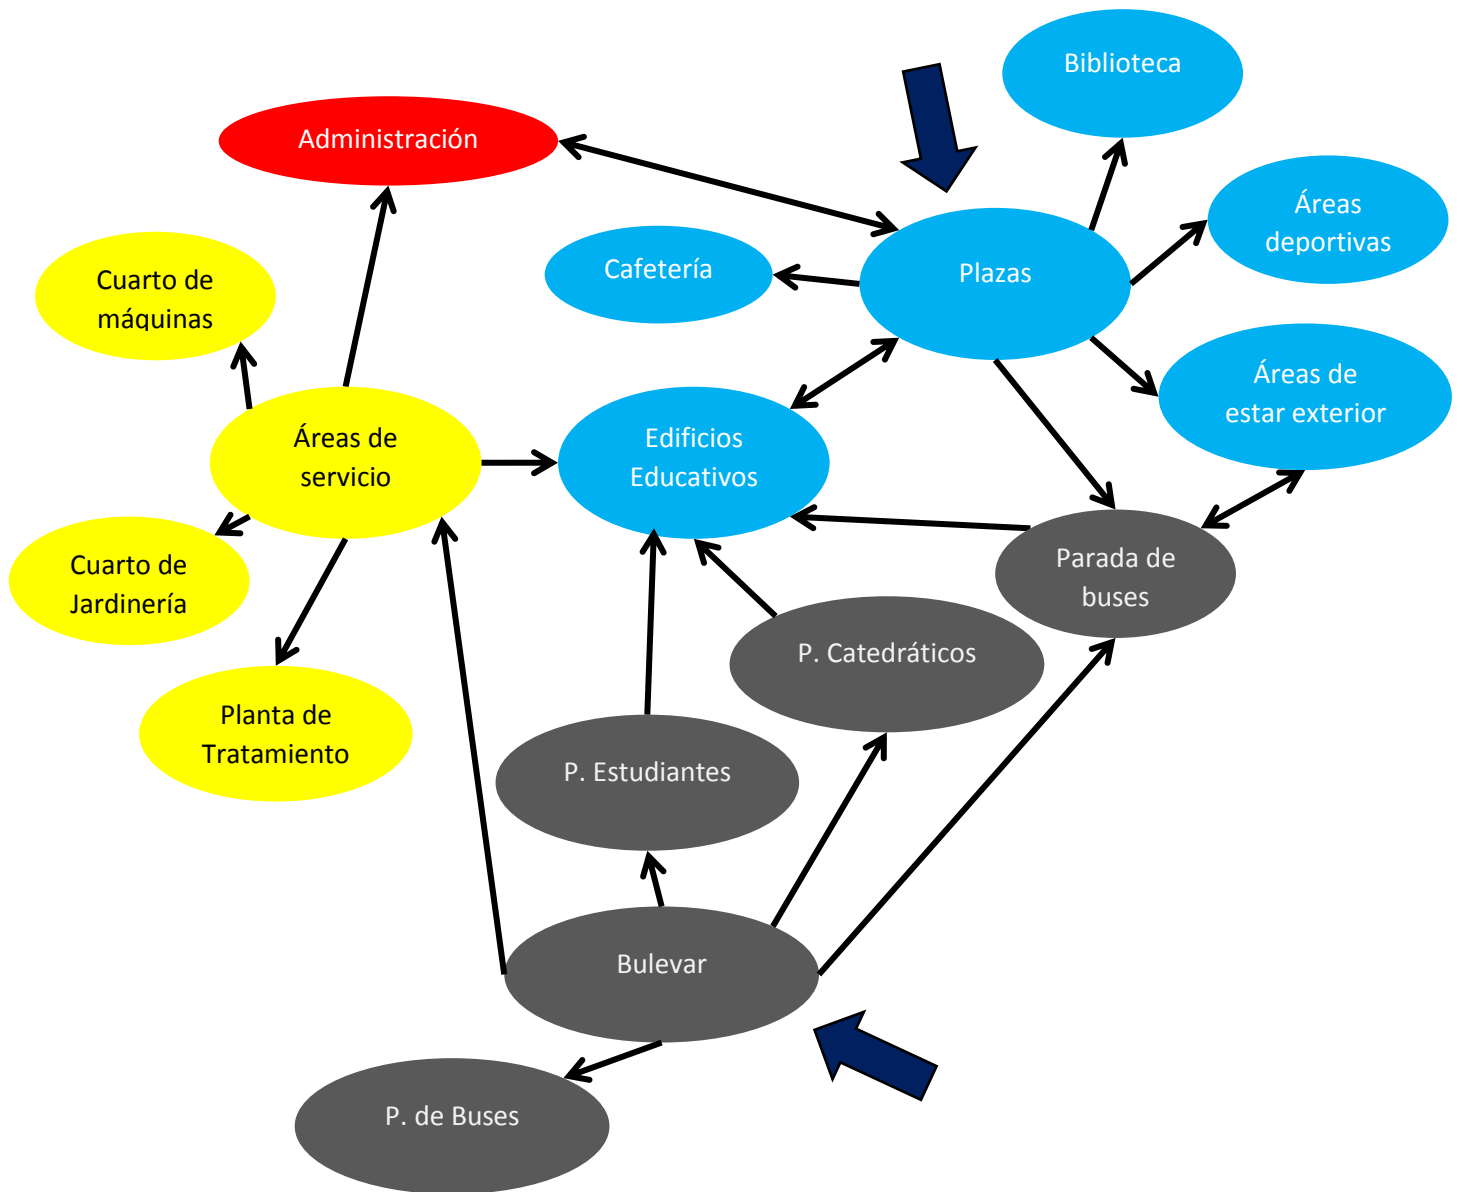 Biblioteca
Administración
Áreas
deportivas
Cafetería
Plazas
Cuarto de
máquinas
Áreas de
estar exterior
Áreas de
servicio
Edificios
Educativos
Cuarto de
Jardinería
Parada de
buses
P. Catedráticos
Planta de
Tratamiento
P. Estudiantes
Bulevar
P. de Buses